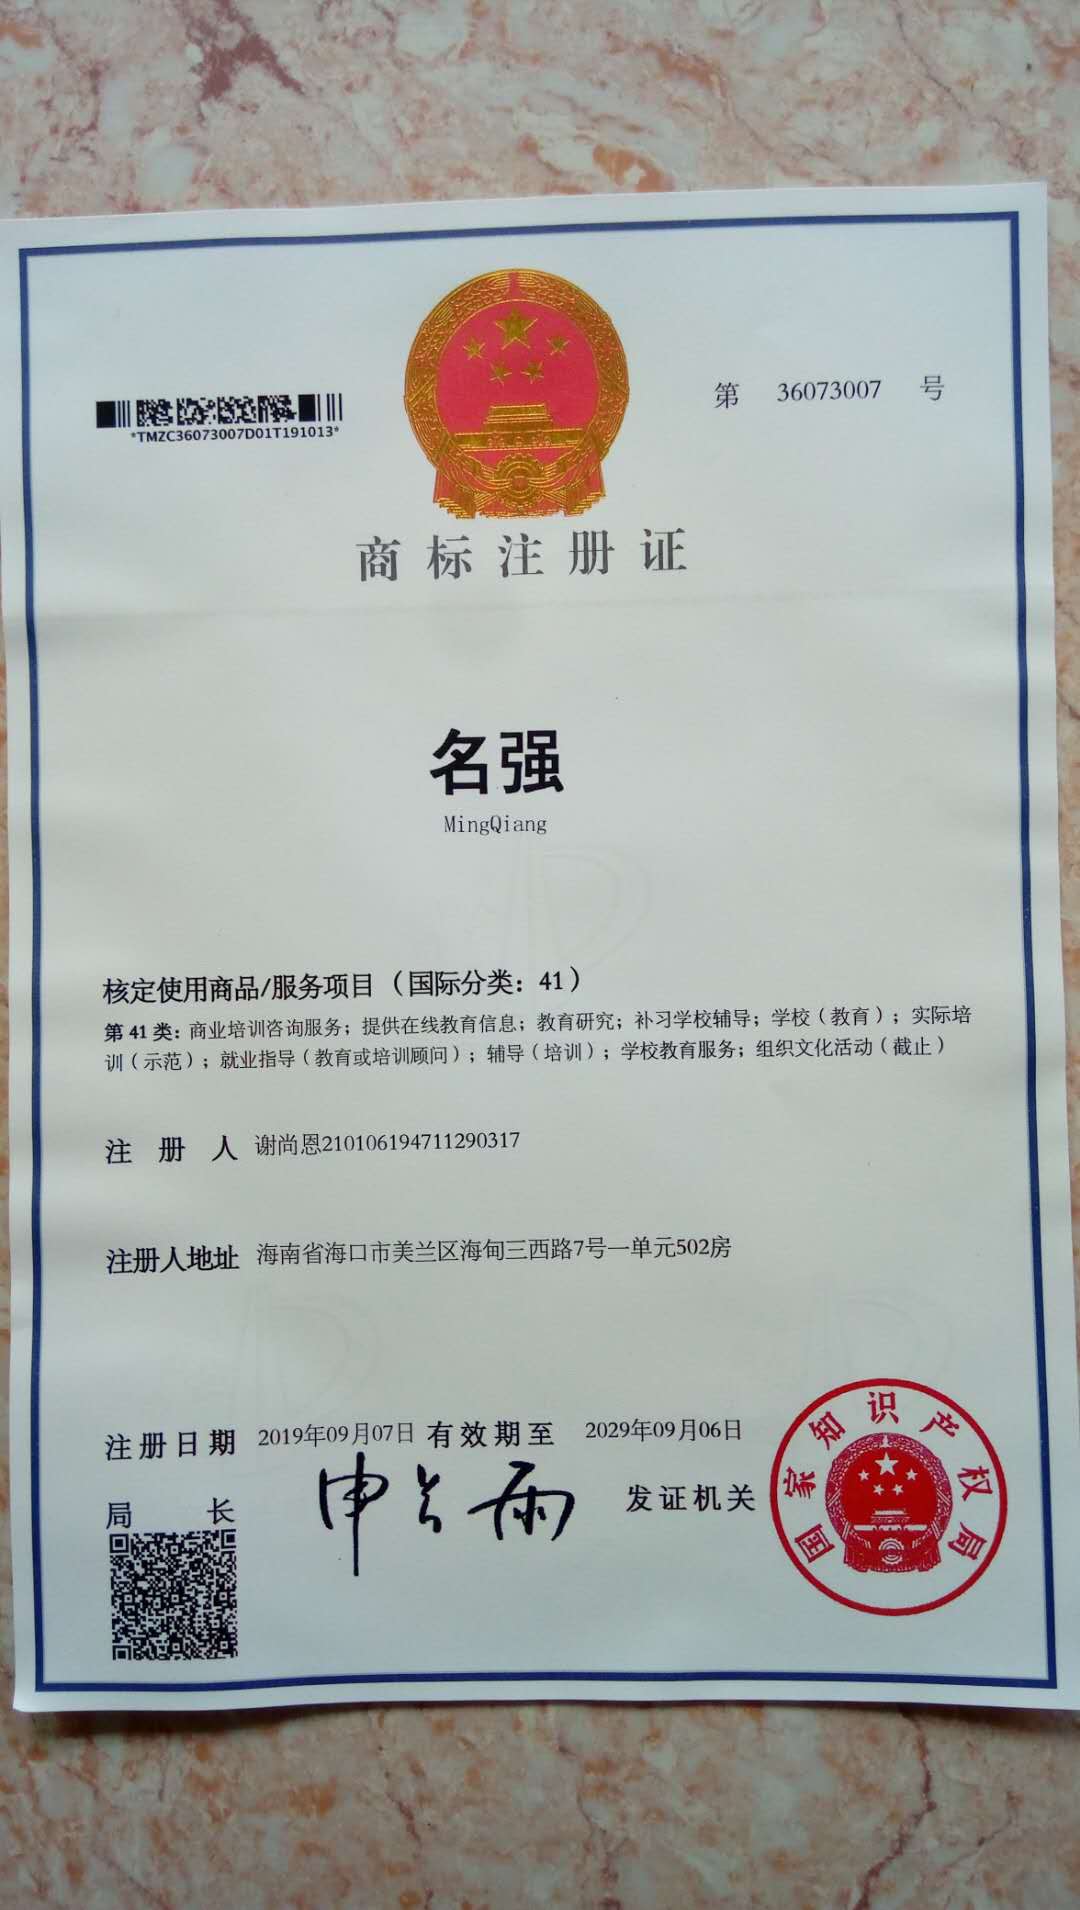 第 36073007 号
*TMZC36073007D01T191013*
商标注册证
名强
MingQiang
核定使用商品/服务项目（国际分类：41）
第 41 类：商业培训咨询服务；提供在线教育信息；教育研究；补习学校辅导；学校（教育）；实际培
训（示范）；就业指导（教育或培训顾问）；辅导（培训）；学校教育服务；组织文化活动（截止）
注册人 谢尚恩210106194711290317
注册人地址 海南省海口市美兰区海甸三西路7号一单元502房
注册日期 2019年09月07日 有效期至 2029年09月06日
局长 申长雨 发证机关
国家知识产权局